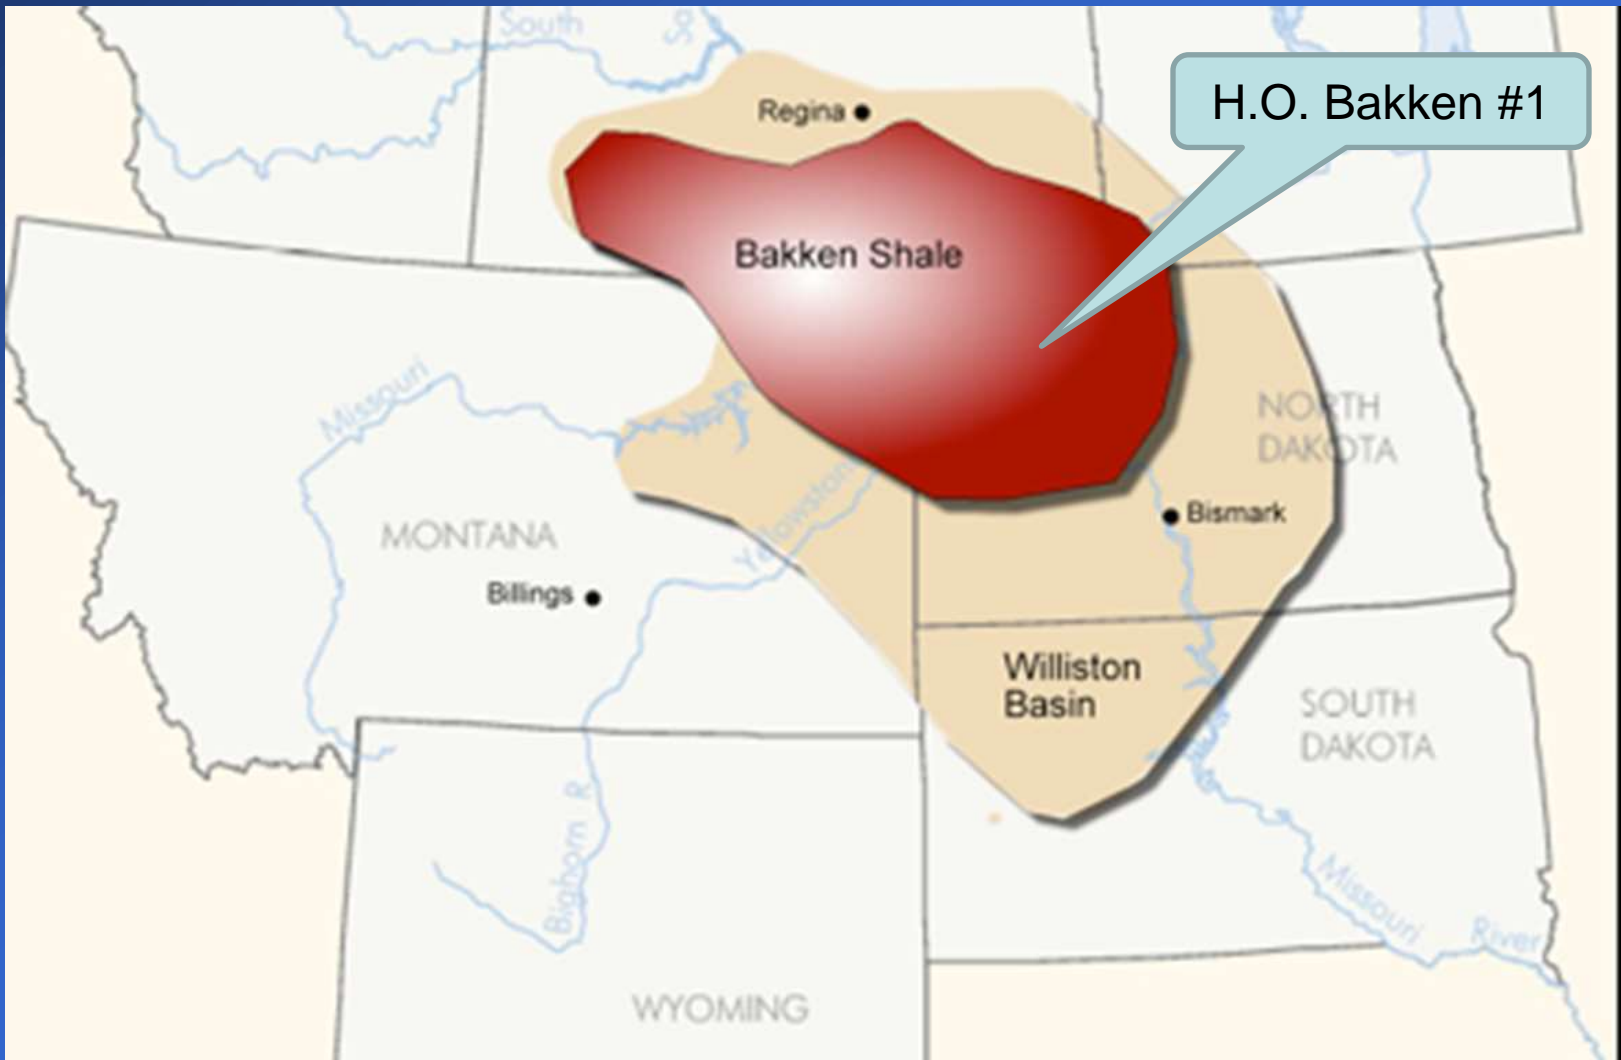 South
H.O. Bakken #1
Regina
Bakken Shale
Missouri
NORTH
DAKOTA
Yellowstone
Bismark
MONTANA
Billings
Williston
Basin
SOUTH
DAKOTA
Bighorn R
Missouri
River
WYOMING